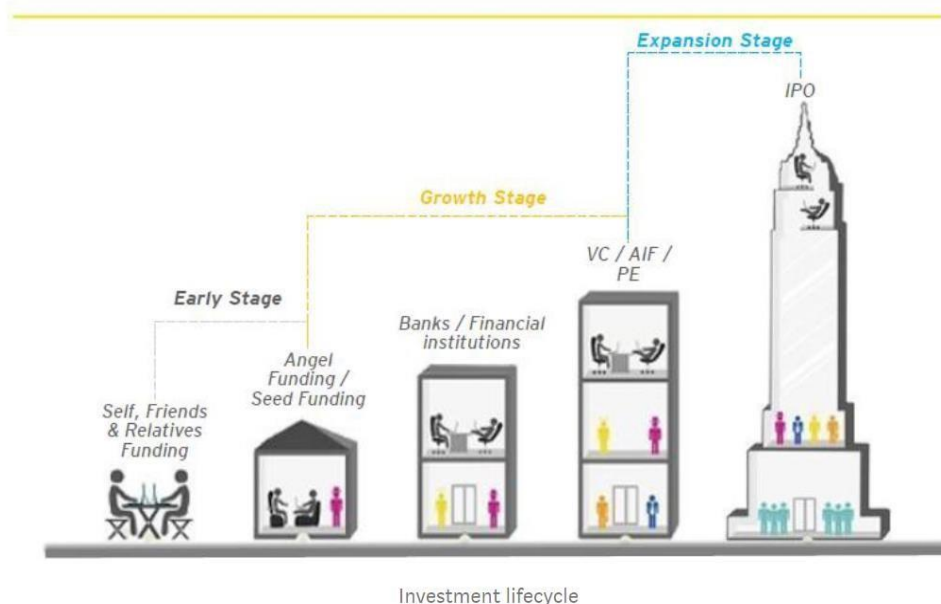 Expansion Stage
IPO
Growth Stage
VC / AIF /
PE
Early Stage
Banks / Financial
institutions
Angel
Funding /
Seed Funding
Self, Friends
& Relatives
Funding
Investment lifecycle